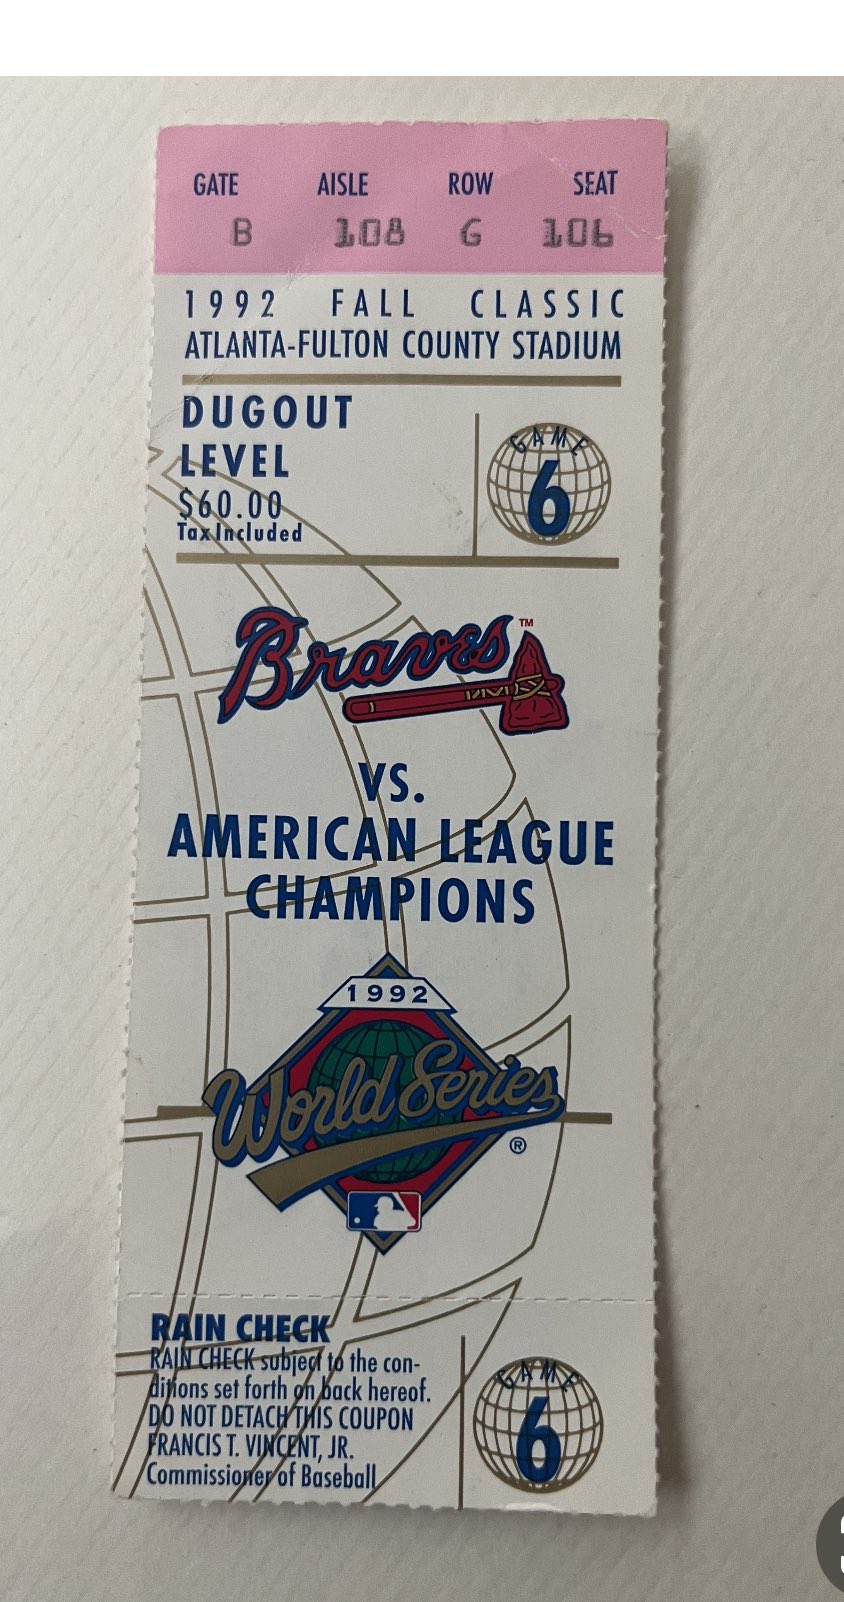 GATE AISLE ROW SEAT
B 108 G 106
1992 FALL CLASSIC
ATLANTA-FULTON COUNTY STADIUM
DUGOUT
LEVEL
$60.00
Tax Included
GAME
6
Braves™
VS.
AMERICAN LEAGUE
CHAMPIONS
1992
World Series
®
RAIN CHECK
RAIN CHECK subject to the con-
ditions set forth on back hereof.
DO NOT DETACH THIS COUPON
FRANCIS T. VINCENT, JR.
Commissioner of Baseball
GAME
6